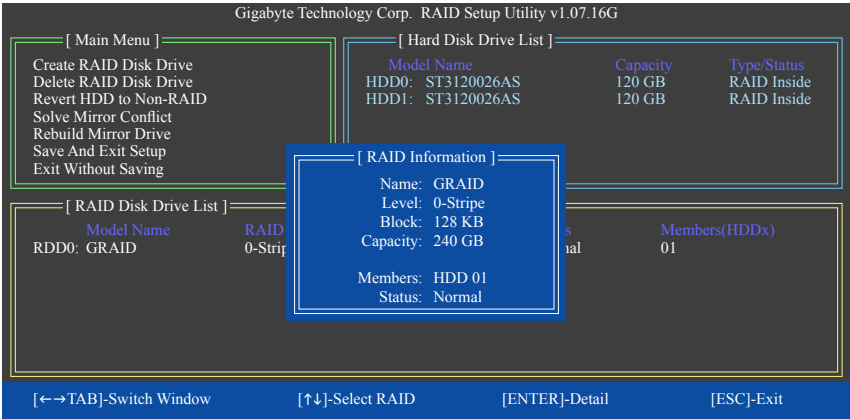 Gigabyte Technology Corp. RAID Setup Utility v1.07.16G
[ Main Menu ]
Create RAID Disk Drive
Delete RAID Disk Drive
Revert HDD to Non-RAID
Solve Mirror Conflict
Rebuild Mirror Drive
Save And Exit Setup
Exit Without Saving
[ Hard Disk Drive List ]
Model Name Capacity Type/Status
HDD0: ST3120026AS 120 GB RAID Inside
HDD1: ST3120026AS 120 GB RAID Inside
[ RAID Information ]
Name: GRAID
Level: 0-Stripe
Block: 128 KB
Capacity: 240 GB
Members: HDD 01
Status: Normal
[ RAID Disk Drive List ]
Model Name RAID Members(HDDx)
RDD0: GRAID 01
[←→TAB]-Switch Window [↑↓]-Select RAID [ENTER]-Detail [ESC]-Exit